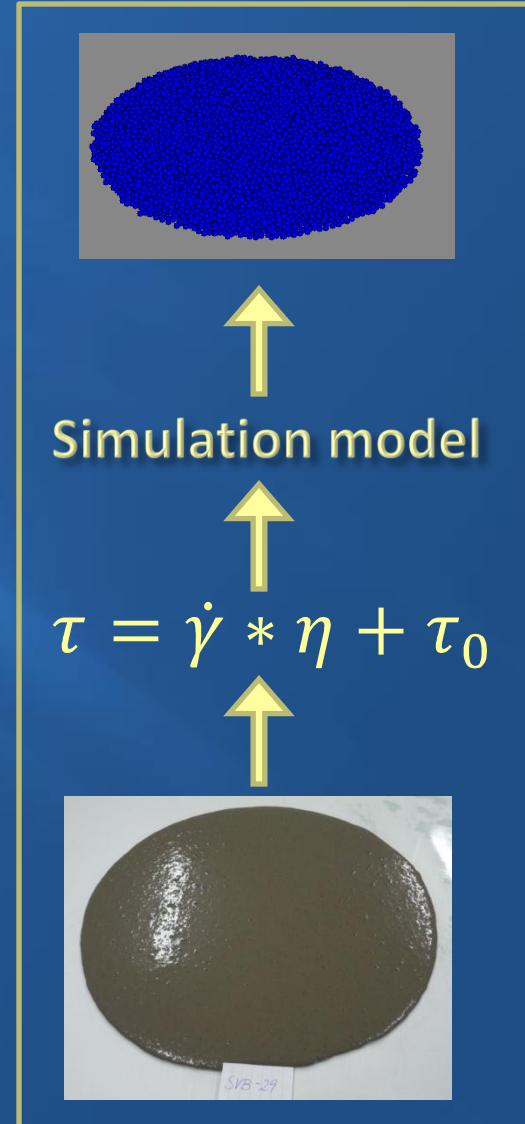 Simulation model
τ = γ̇ * η + τ₀
SVB-29